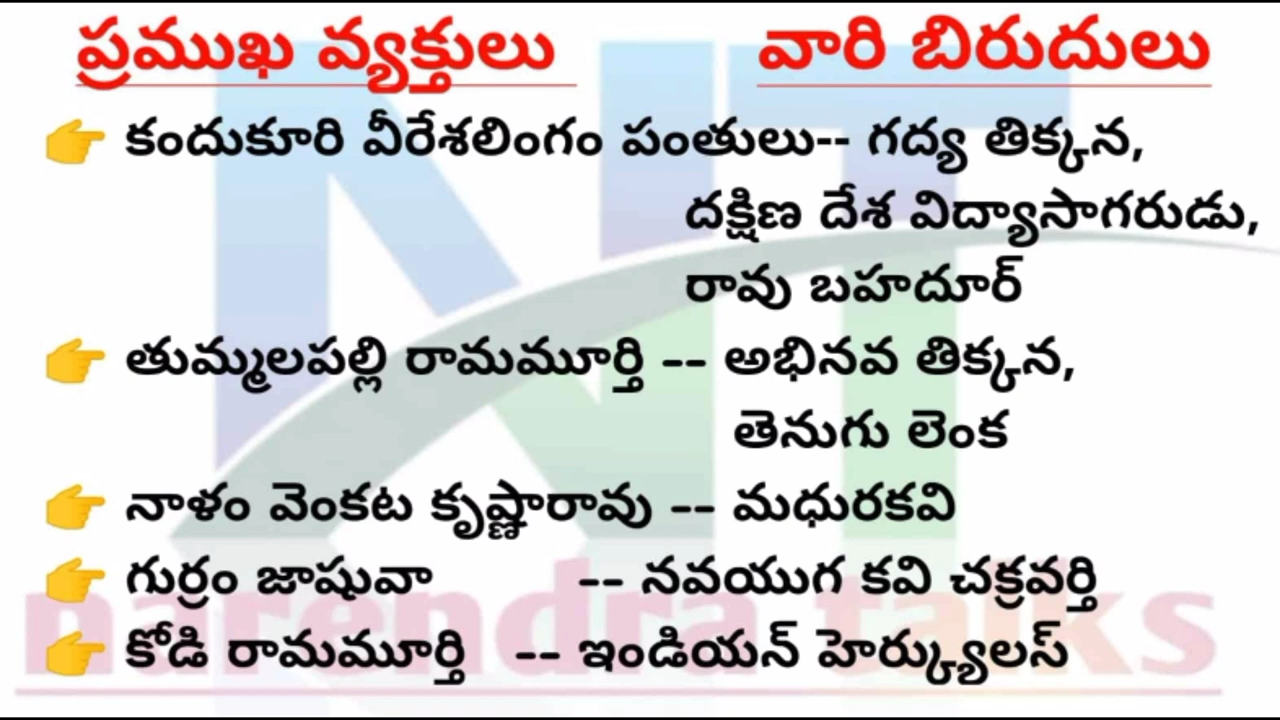 ప్రముఖ వ్యక్తులు వారి బిరుదులు
👉 కందుకూరి వీరేశలింగం పంతులు-- గద్య తిక్కన,
దక్షిణ దేశ విద్యాసాగరుడు,
రావు బహదూర్
👉 తుమ్మలపల్లి రామమూర్తి -- అభినవ తిక్కన,
తెనుగు లెంక
👉 నాళం వెంకట కృష్ణారావు -- మధురకవి
👉 గుర్రం జాషువా -- నవయుగ కవి చక్రవర్తి
👉 కోడి రామమూర్తి -- ఇండియన్ హెర్క్యులస్
NT
narendra talks